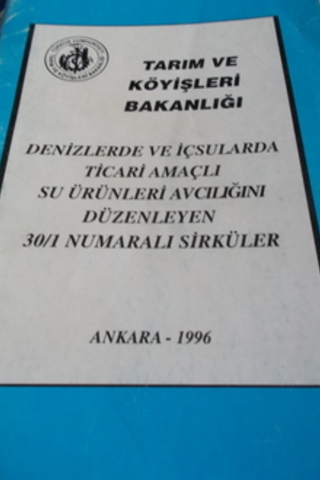 TARIM VE
KÖYİŞLERİ
BAKANLIĞI
DENİZLERDE VE İÇSULARDA
TİCARİ AMAÇLI
SU ÜRÜNLERİ AVCILIĞINI
DÜZENLEYEN
30/1 NUMARALI SİRKÜLER
ANKARA - 1996